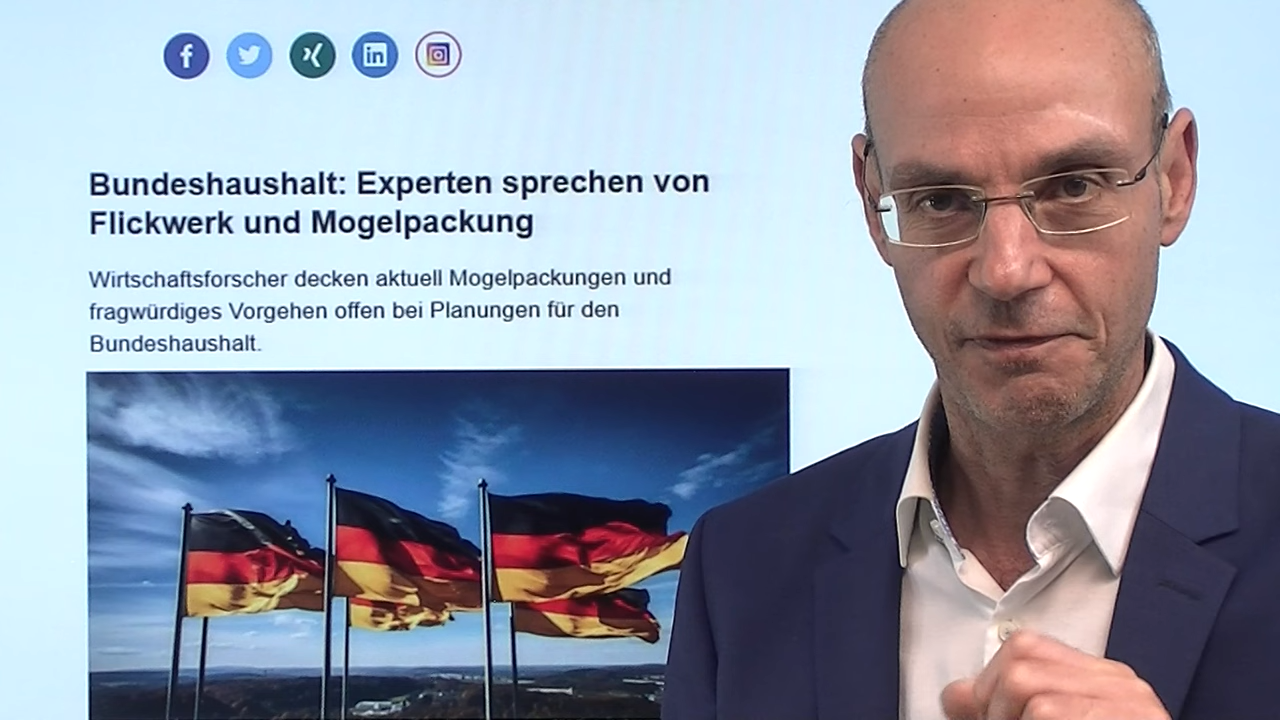 Bundeshaushalt: Experten sprechen von
Flickwerk und Mogelpackung
Wirtschaftsforscher decken aktuell Mogelpackungen und
fragwürdiges Vorgehen offen bei Planungen für den
Bundeshaushalt.